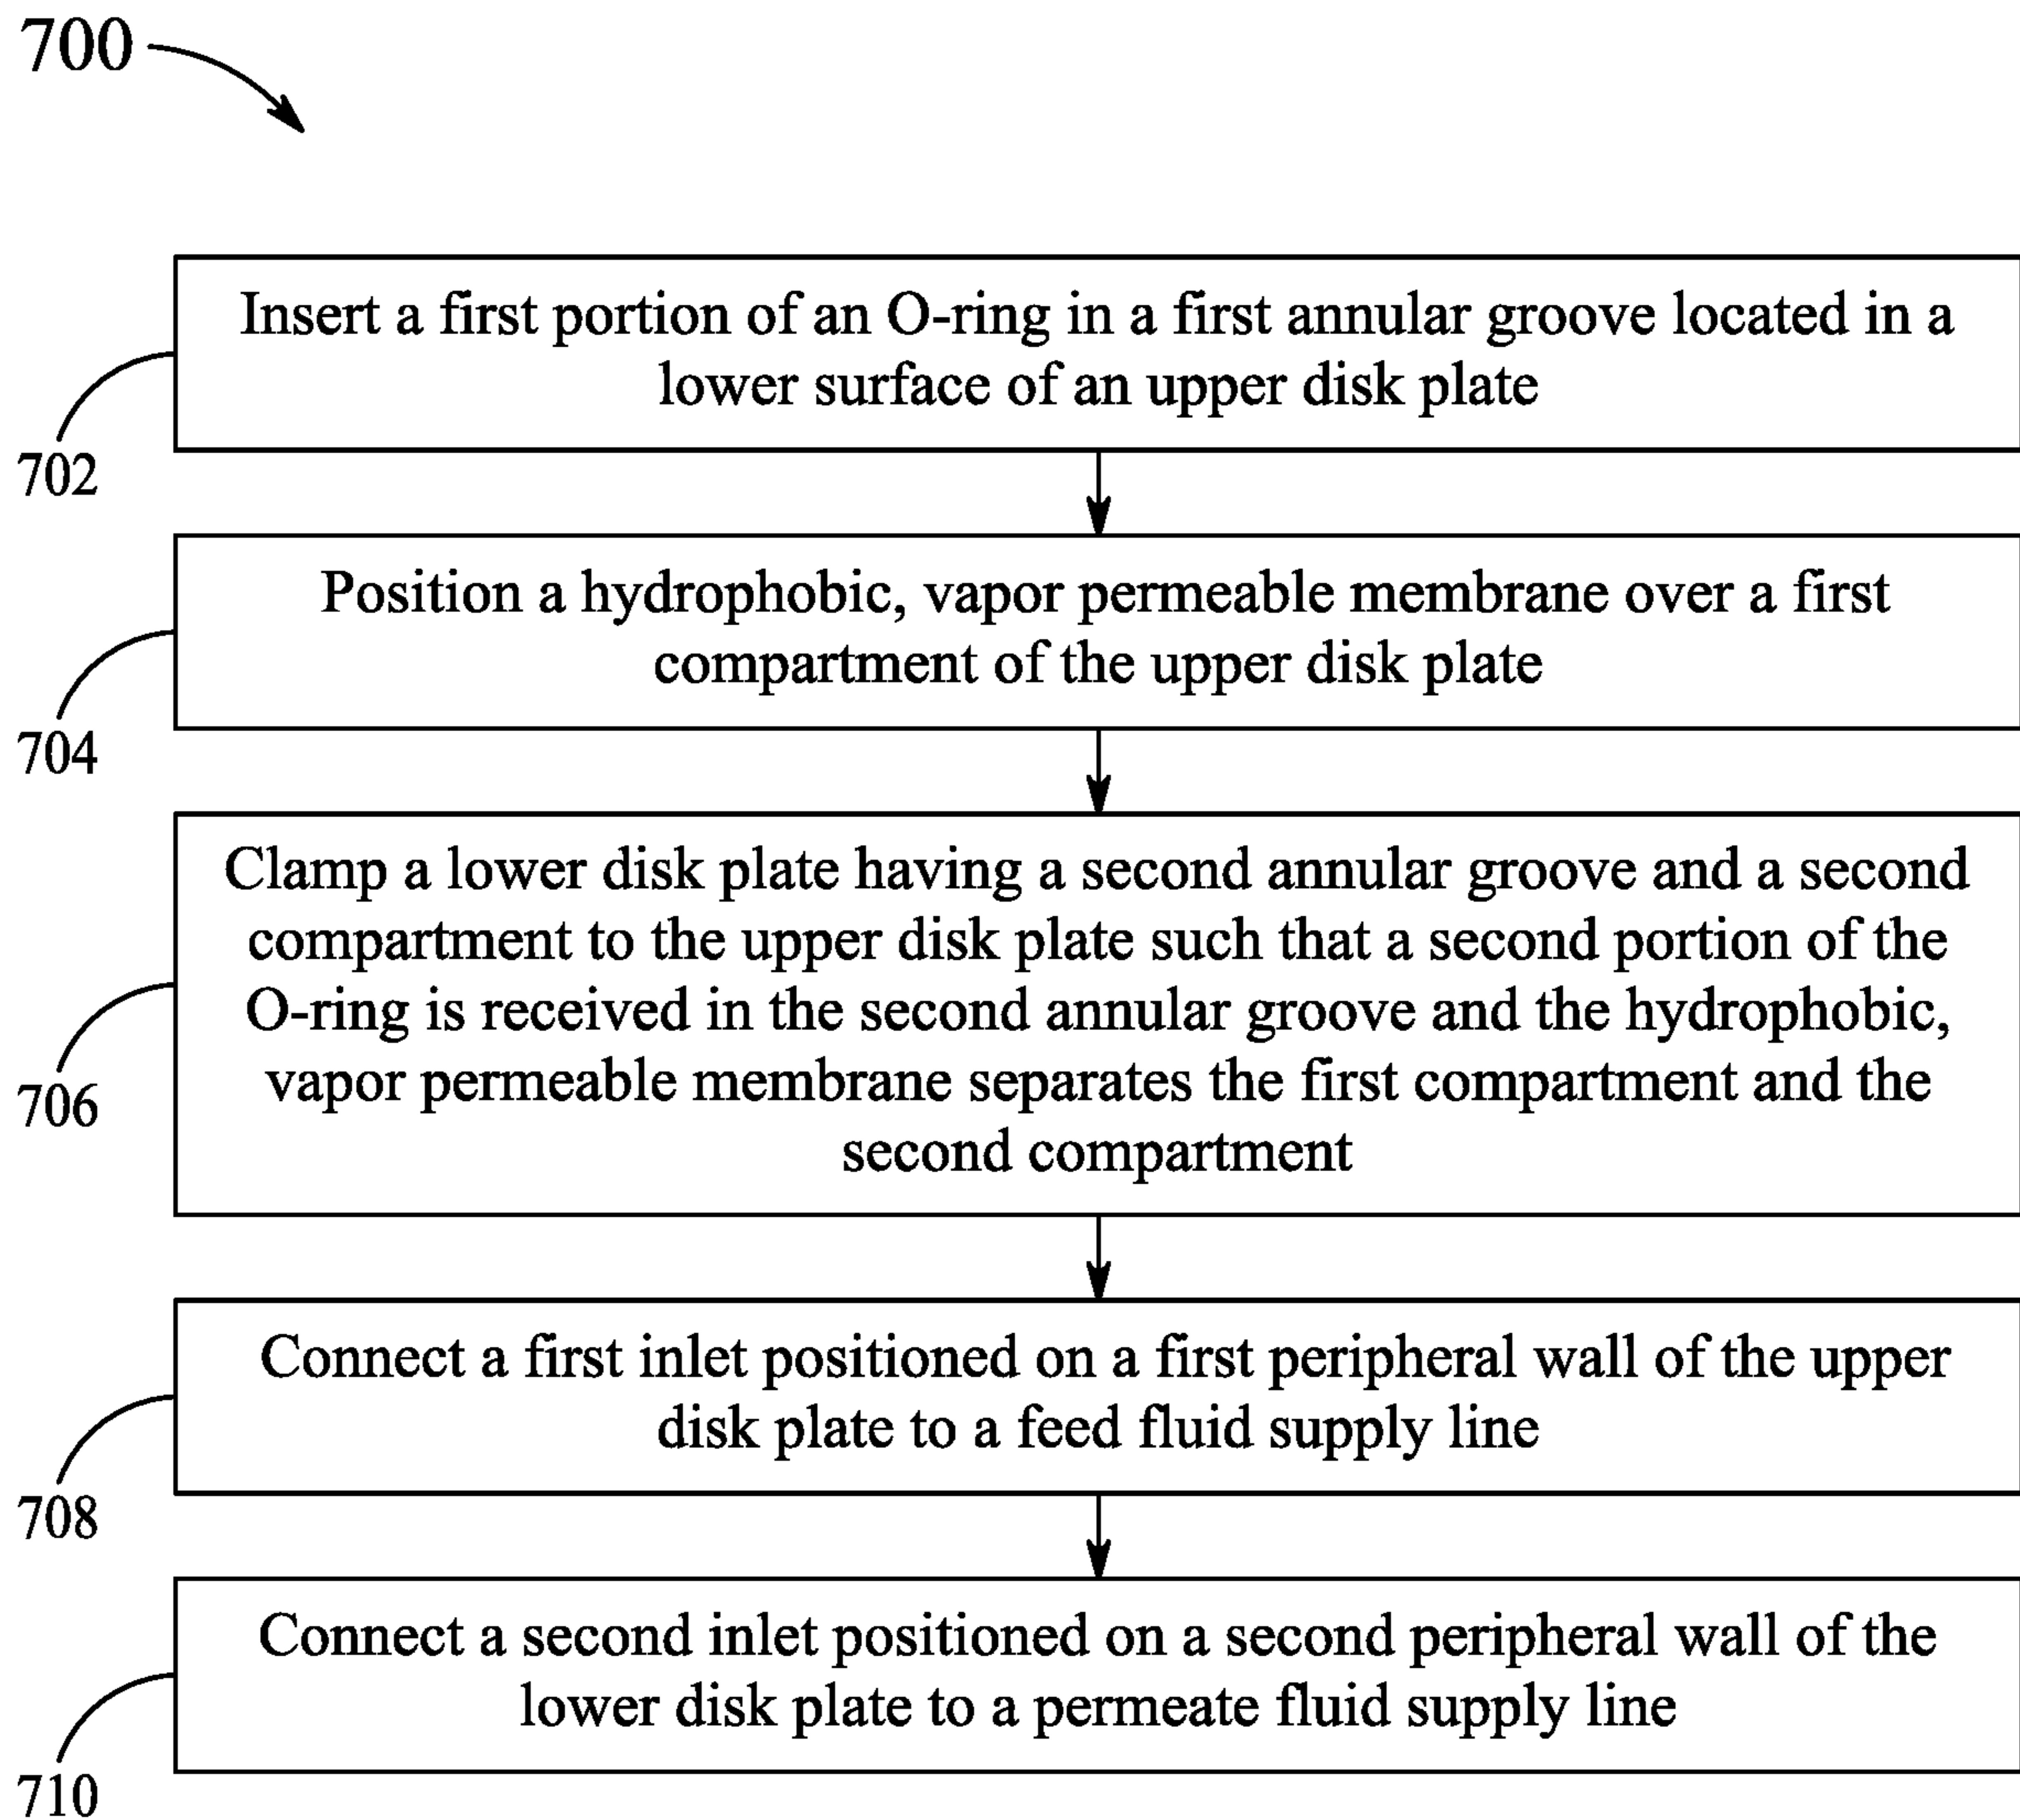 700
Insert a first portion of an O-ring in a first annular groove located in a
lower surface of an upper disk plate
702
Position a hydrophobic, vapor permeable membrane over a first
compartment of the upper disk plate
704
Clamp a lower disk plate having a second annular groove and a second
compartment to the upper disk plate such that a second portion of the
O-ring is received in the second annular groove and the hydrophobic,
vapor permeable membrane separates the first compartment and the
second compartment
706
Connect a first inlet positioned on a first peripheral wall of the upper
disk plate to a feed fluid supply line
708
Connect a second inlet positioned on a second peripheral wall of the
lower disk plate to a permeate fluid supply line
710